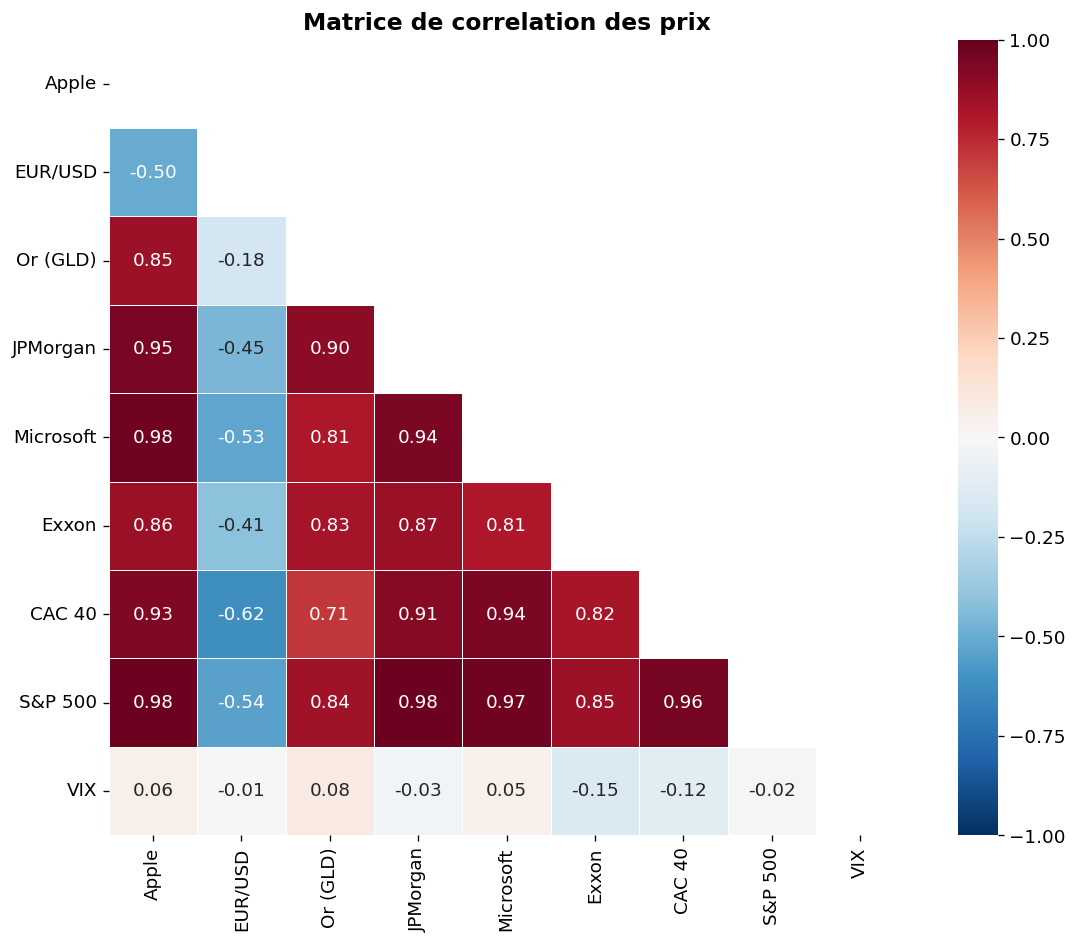 Matrice de correlation des prix
Apple
EUR/USD -0.50
Or (GLD) 0.85 -0.18
JPMorgan 0.95 -0.45 0.90
Microsoft 0.98 -0.53 0.81 0.94
Exxon 0.86 -0.41 0.83 0.87 0.81
CAC 40 0.93 -0.62 0.71 0.91 0.94 0.82
S&P 500 0.98 -0.54 0.84 0.98 0.97 0.85 0.96
VIX 0.06 -0.01 0.08 -0.03 0.05 -0.15 -0.12 -0.02
Apple EUR/USD Or (GLD) JPMorgan Microsoft Exxon CAC 40 S&P 500 VIX
1.00
0.75
0.50
0.25
0.00
−0.25
−0.50
−0.75
−1.00